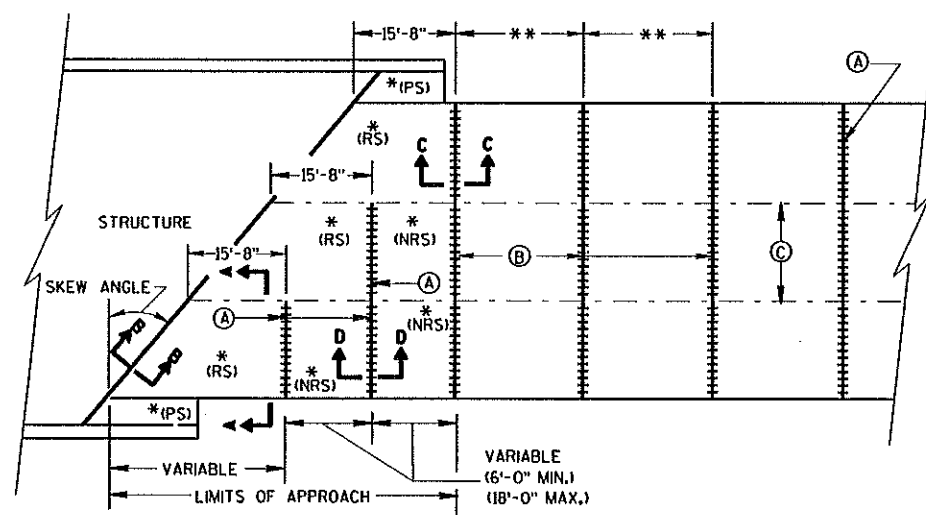 15'-8" ** **
Ⓐ
*(PS)
*
(RS)
C C
15'-8"
STRUCTURE
*
(RS)
*
(NRS)
Ⓒ
15'-8"
Ⓑ
SKEW ANGLE
Ⓐ
Ⓐ
*
(NRS)
B B
*
(RS)
D D
*
(NRS)
*(PS)
VARIABLE
VARIABLE
(6'-0" MIN.)
(18'-0" MAX.)
LIMITS OF APPROACH